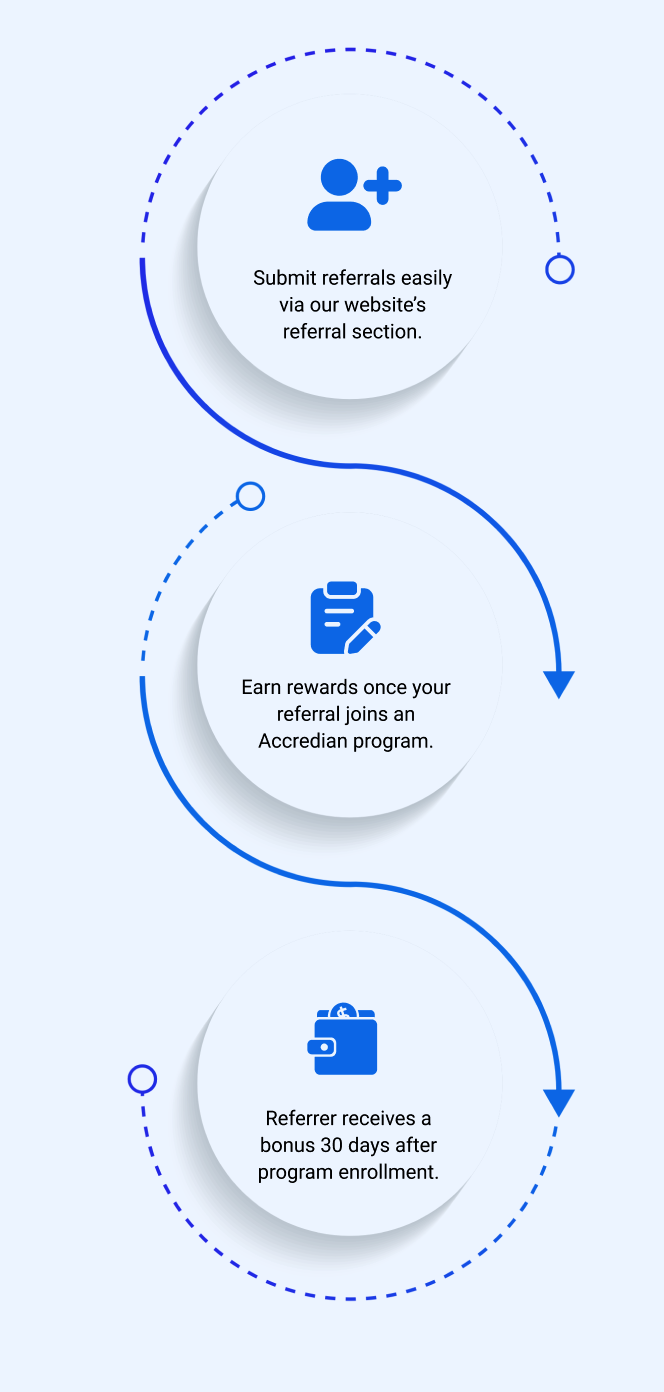 Submit referrals easily
via our website’s
referral section.
Earn rewards once your
referral joins an
Accredian program.
Referrer receives a
bonus 30 days after
program enrollment.